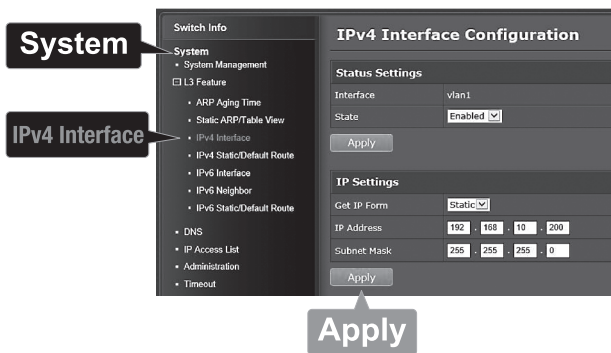 System
IPv4 Interface
Switch Info
System
System Management
L3 Feature
ARP Aging Time
Static ARP/Table View
IPv4 Interface
IPv4 Static/Default Route
IPv6 Interface
IPv6 Neighbor
IPv6 Static/Default Route
DNS
IP Access List
Administration
Timeout
IPv4 Interface Configuration
Status Settings
Interface vlan1
State Enabled
Apply
IP Settings
Get IP Form Static
IP Address 192 . 168 . 10 . 200
Subnet Mask 255 . 255 . 255 . 0
Apply
Apply